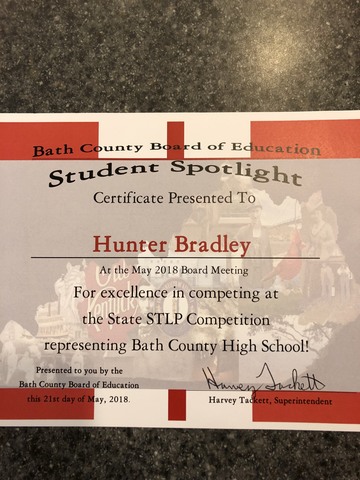 Bath County Board of Education
Student Spotlight
Certificate Presented To
Hunter Bradley
At the May 2018 Board Meeting
For excellence in competing at
the State STLP Competition
representing Bath County High School!
Presented to you by the
Bath County Board of Education
this 21st day of May, 2018.
Harvey Tackett
Harvey Tackett, Superintendent